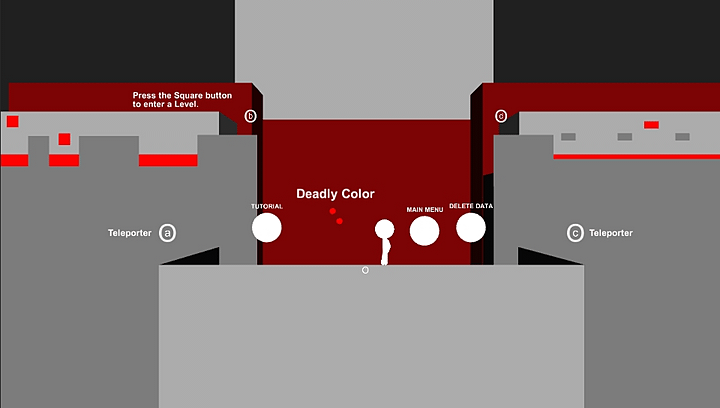 Press the Square button
to enter a Level.
b
d
Deadly Color
TUTORIAL
MAIN MENU
DELETE DATA
Teleporter a
c Teleporter